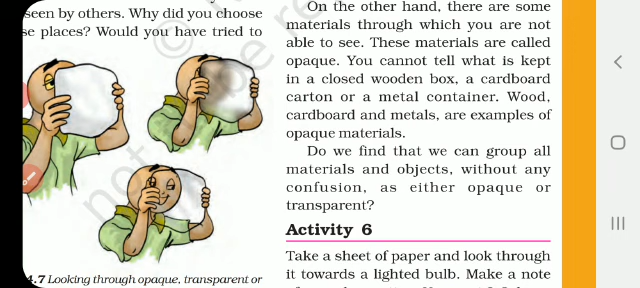 seen by others. Why did you choose
se places? Would you have tried to
4.7 Looking through opaque, transparent or
On the other hand, there are some
materials through which you are not
able to see. These materials are called
opaque. You cannot tell what is kept
in a closed wooden box, a cardboard
carton or a metal container. Wood,
cardboard and metals, are examples of
opaque materials.
Do we find that we can group all
materials and objects, without any
confusion, as either opaque or
transparent?
Activity 6
Take a sheet of paper and look through
it towards a lighted bulb. Make a note